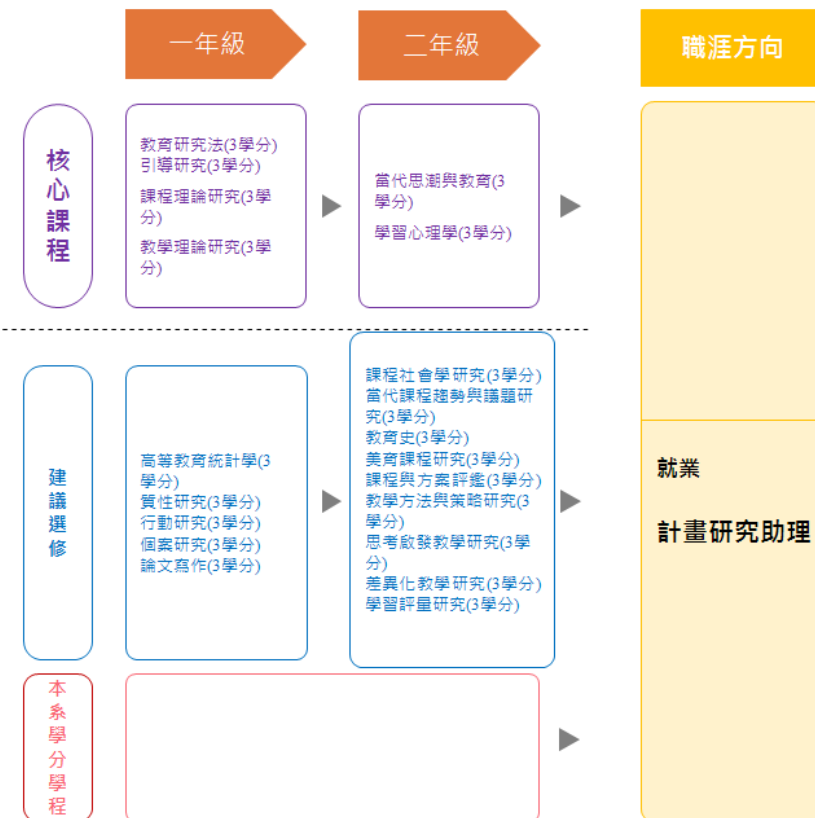 一年級
二年級
職涯方向
核心課程
教育研究法(3學分)
引導研究(3學分)
課程理論研究(3學
分)
教學理論研究(3學
分)
當代思潮與教育(3
學分)
學習心理學(3學分)
建議選修
高等教育統計學(3
學分)
質性研究(3學分)
行動研究(3學分)
個案研究(3學分)
論文寫作(3學分)
課程社會學研究(3學分)
當代課程趨勢與議題研
究(3學分)
教育史(3學分)
美育課程研究(3學分)
課程與方案評鑑(3學分)
教學方法與策略研究(3
學分)
思考啟發教學研究(3學
分)
差異化教學研究(3學分)
學習評量研究(3學分)
就業
計畫研究助理
本系學分學程